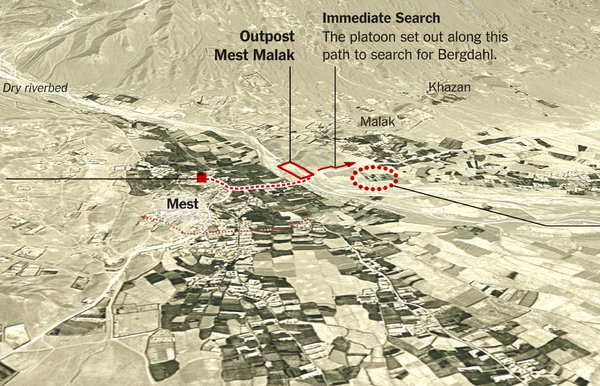 Immediate Search
The platoon set out along this
path to search for Bergdahl.
Outpost
Mest Malak
Dry riverbed
Khazan
Malak
Mest